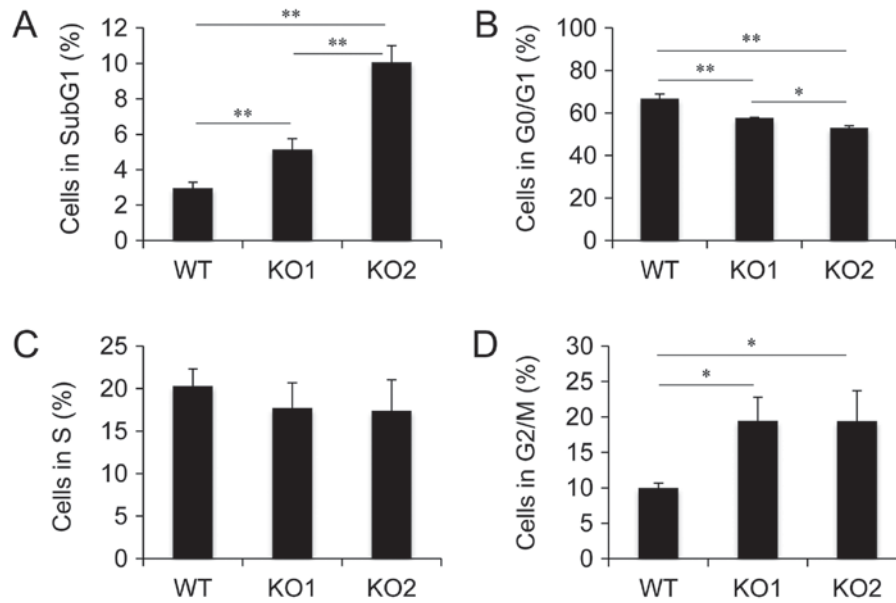 A
Cells in SubG1 (%)
12
10
8
6
4
2
0
**
**
**
WT KO1 KO2
B
Cells in G0/G1 (%)
100
80
60
40
20
0
**
**
*
WT KO1 KO2
C
Cells in S (%)
25
20
15
10
5
0
WT KO1 KO2
D
Cells in G2/M (%)
30
25
20
15
10
5
0
*
*
WT KO1 KO2